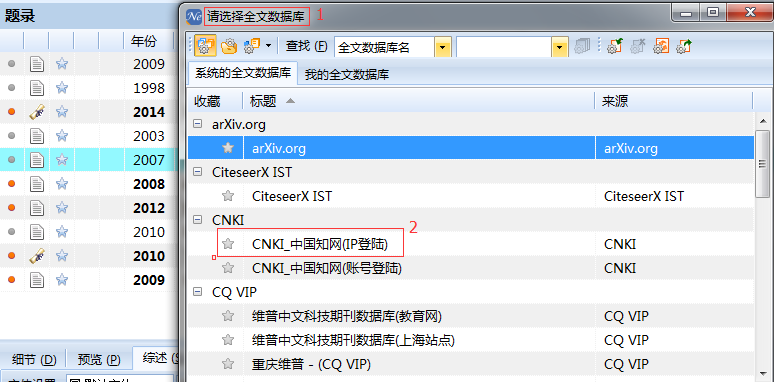 题录
年份
2009
1998
2014
2003
2007
2008
2012
2010
2010
2009
细节 (D) 预览 (P) 综述 (S
请选择全文数据库 1
查找 (F) 全文数据库名
系统的全文数据库 我的全文数据库
收藏 标题 来源
arXiv.org
arXiv.org arXiv.org
CiteseerX IST
CiteseerX IST CiteseerX IST
CNKI 2
CNKI_中国知网(IP登陆) CNKI
CNKI_中国知网(账号登陆) CNKI
CQ VIP
维普中文科技期刊数据库(教育网) CQ VIP
维普中文科技期刊数据库(上海站点) CQ VIP
重庆维普 - (CQ VIP) CQ VIP